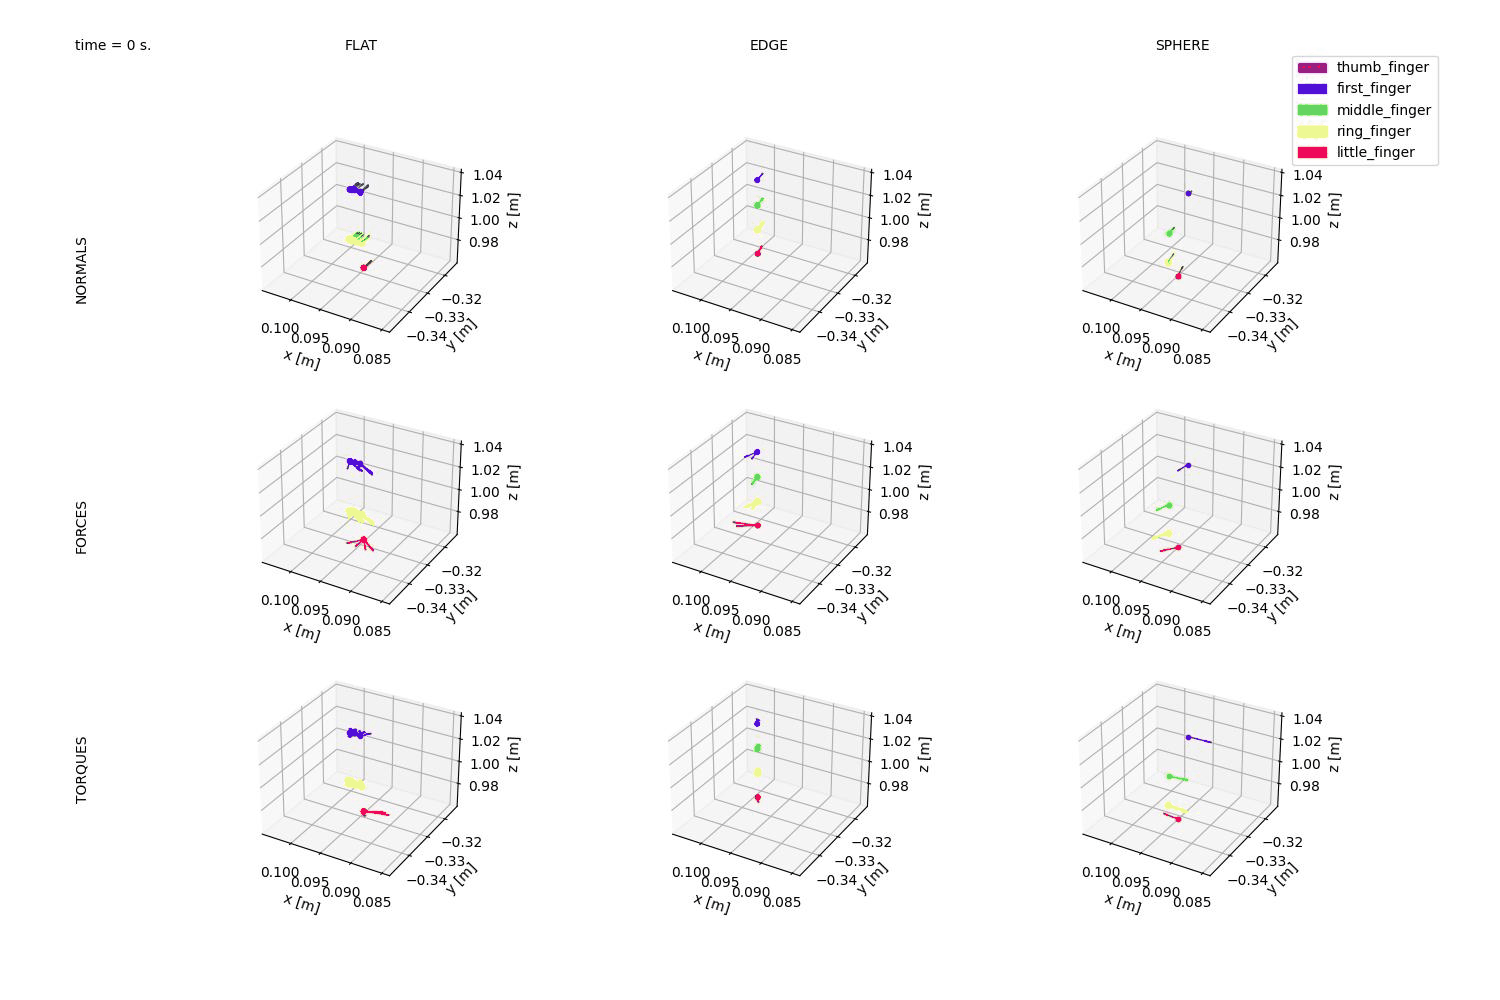 time = 0 s.
FLAT
EDGE
SPHERE
thumb_finger
first_finger
middle_finger
ring_finger
little_finger
NORMALS
1.04
1.02
1.00
0.98
z [m]
−0.32
−0.33
−0.34
y [m]
0.100
0.095
0.090
0.085
x [m]
1.04
1.02
1.00
0.98
z [m]
−0.32
−0.33
−0.34
y [m]
0.100
0.095
0.090
0.085
x [m]
1.04
1.02
1.00
0.98
z [m]
−0.32
−0.33
−0.34
y [m]
0.100
0.095
0.090
0.085
x [m]
FORCES
1.04
1.02
1.00
0.98
z [m]
−0.32
−0.33
−0.34
y [m]
0.100
0.095
0.090
0.085
x [m]
1.04
1.02
1.00
0.98
z [m]
−0.32
−0.33
−0.34
y [m]
0.100
0.095
0.090
0.085
x [m]
1.04
1.02
1.00
0.98
z [m]
−0.32
−0.33
−0.34
y [m]
0.100
0.095
0.090
0.085
x [m]
TORQUES
1.04
1.02
1.00
0.98
z [m]
−0.32
−0.33
−0.34
y [m]
0.100
0.095
0.090
0.085
x [m]
1.04
1.02
1.00
0.98
z [m]
−0.32
−0.33
−0.34
y [m]
0.100
0.095
0.090
0.085
x [m]
1.04
1.02
1.00
0.98
z [m]
−0.32
−0.33
−0.34
y [m]
0.100
0.095
0.090
0.085
x [m]